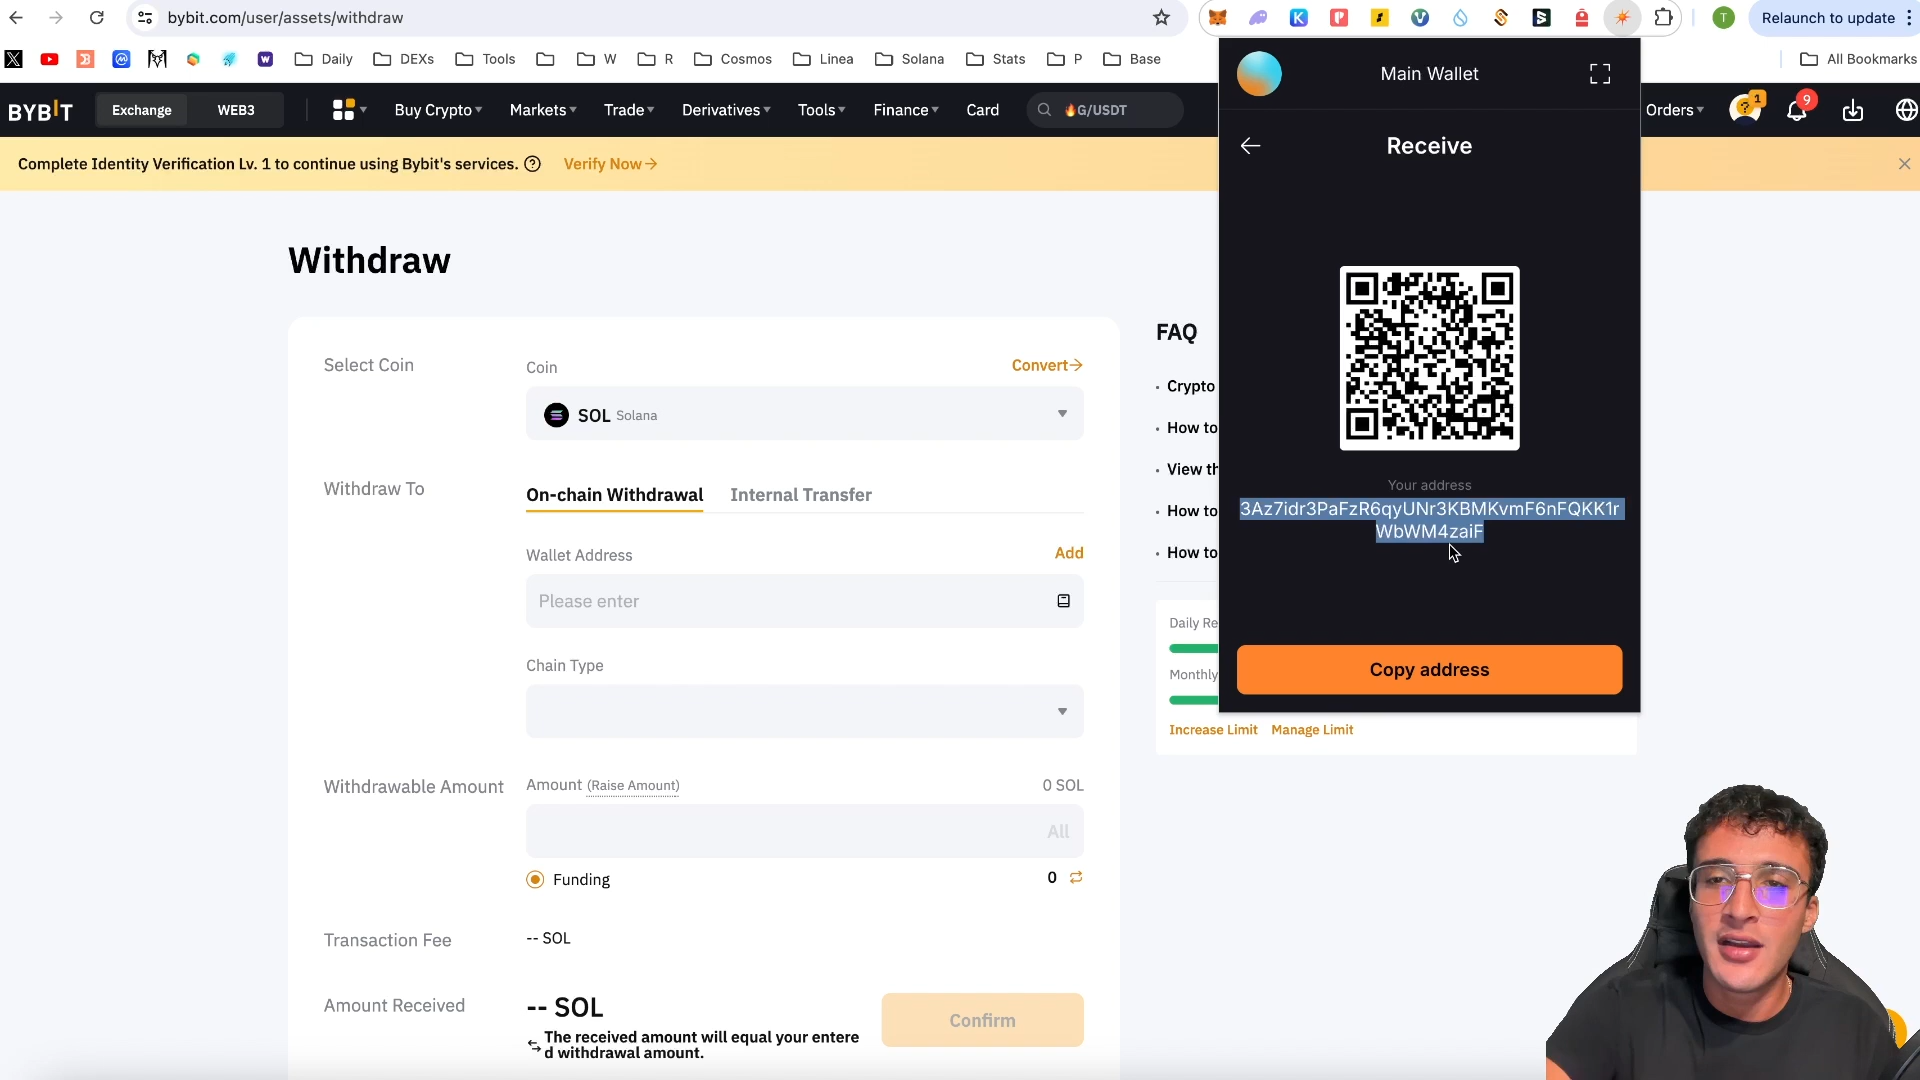 bybit.com/user/assets/withdraw
T
Relaunch to update
Daily
DEXs
Tools
W
R
Cosmos
Linea
Solana
Stats
P
Base
All Bookmarks
BYBIT
Exchange
WEB3
Buy Crypto
Markets
Trade
Derivatives
Tools
Finance
Card
🔥G/USDT
Orders
1
9
Complete Identity Verification Lv. 1 to continue using Bybit's services.
Verify Now→
Withdraw
Select Coin
Coin
Convert→
SOL Solana
Withdraw To
On-chain Withdrawal
Internal Transfer
Wallet Address
Add
Please enter
Chain Type
Withdrawable Amount
Amount (Raise Amount)
0 SOL
All
Funding
0
Transaction Fee
-- SOL
Amount Received
-- SOL
The received amount will equal your entere
d withdrawal amount.
Confirm
FAQ
Crypto
How to
View th
How to
How to
Daily Re
Monthly
Increase Limit
Manage Limit
Main Wallet
Receive
Your address
3Az7idr3PaFzR6qyUNr3KBMKvmF6nFQKK1r
WbWM4zaiF
Copy address